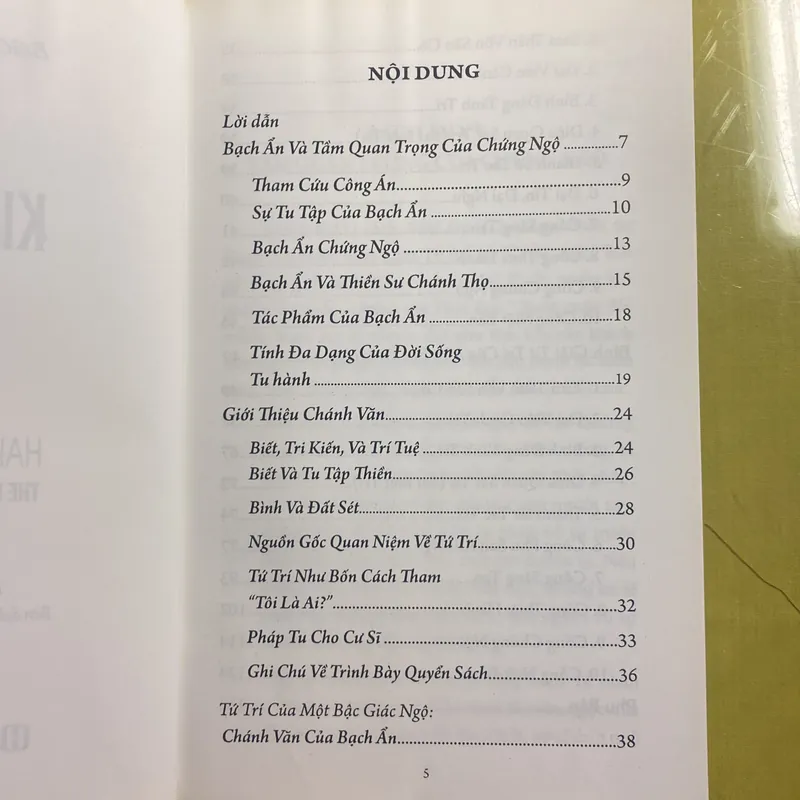 NỘI DUNG
Lời dẫn
Bạch Ẩn Và Tầm Quan Trọng Của Chứng Ngộ ................7
Tham Cứu Công Án................................................9
Sự Tu Tập Của Bạch Ẩn ........................................10
Bạch Ẩn Chứng Ngộ .............................................13
Bạch Ẩn Và Thiền Sư Chánh Thọ..........................15
Tác Phẩm Của Bạch Ẩn ........................................18
Tính Đa Dạng Của Đời Sống
Tu hành ................................................................19
Giới Thiệu Chánh Văn................................................24
Biết, Tri Kiến, Và Trí Tuệ ........................................24
Biết Và Tu Tập Thiền..............................................26
Bình Và Đất Sét......................................................28
Nguồn Gốc Quan Niệm Về Tứ Trí............................30
Tứ Trí Như Bốn Cách Tham
“Tôi Là Ai?”............................................................32
Pháp Tu Cho Cư Sĩ ................................................33
Ghi Chú Về Trình Bày Quyển Sách..........................36
Tứ Trí Của Một Bậc Giác Ngộ:
Chánh Văn Của Bạch Ẩn............................................38
5